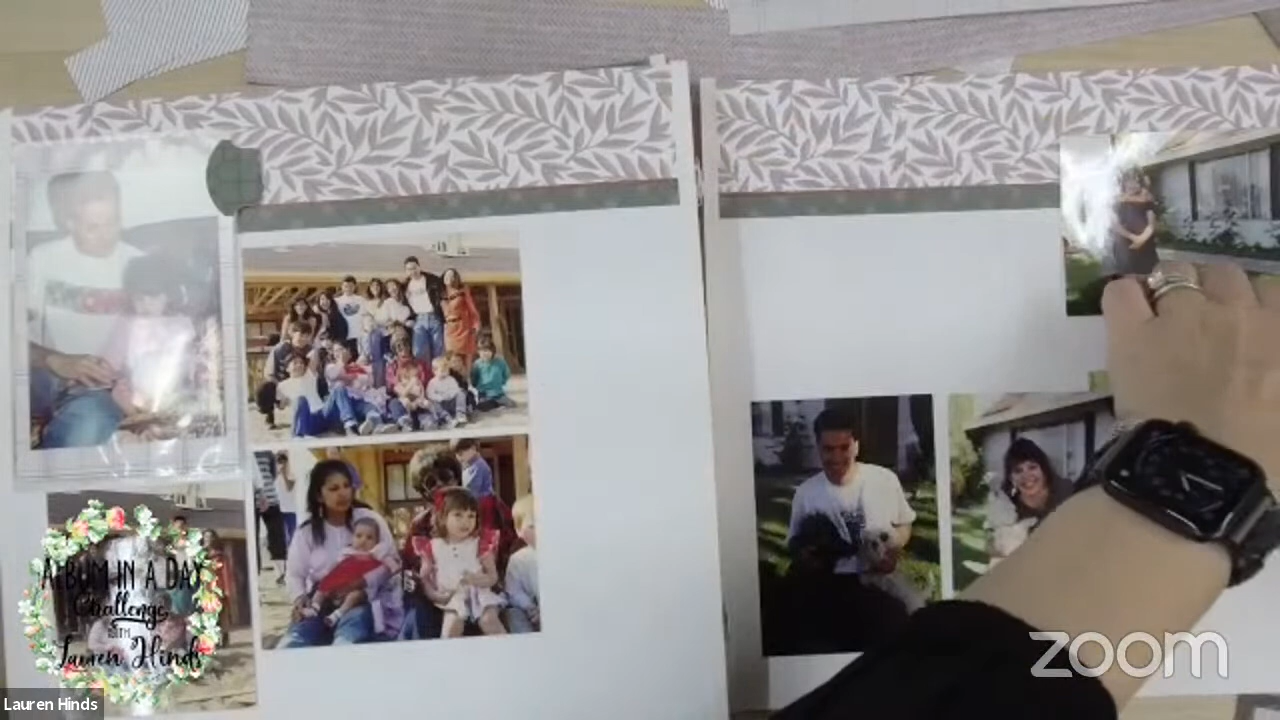 ALBUM IN A DAY
Challenge
WITH
Lauren Hinds
Lauren Hinds
zoom